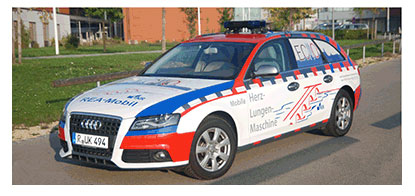 ECMO
REA-Mobil
Mobile Herz-
Lungen-
Maschine
R UK 494